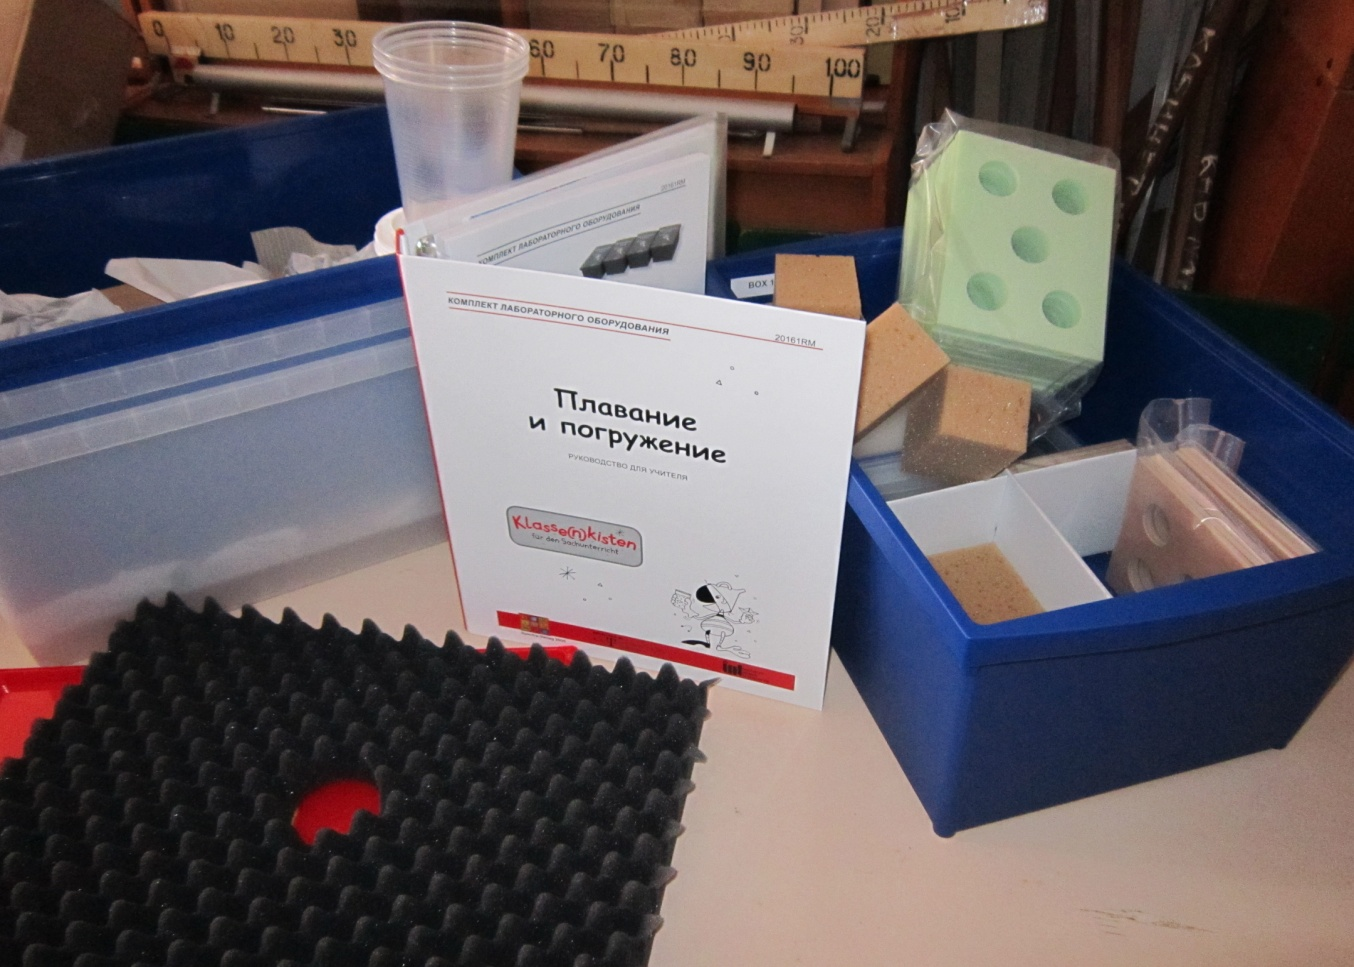 0 10 20 30 60 70 80 90 100
20161RM
КОМПЛЕКТ ЛАБОРАТОРНОГО ОБОРУДОВАНИЯ
BOX 1
КОМПЛЕКТ ЛАБОРАТОРНОГО ОБОРУДОВАНИЯ
20161RM
Плавание
и погружение
РУКОВОДСТВО ДЛЯ УЧИТЕЛЯ
Klasse(n)kisten
für den Sachunterricht